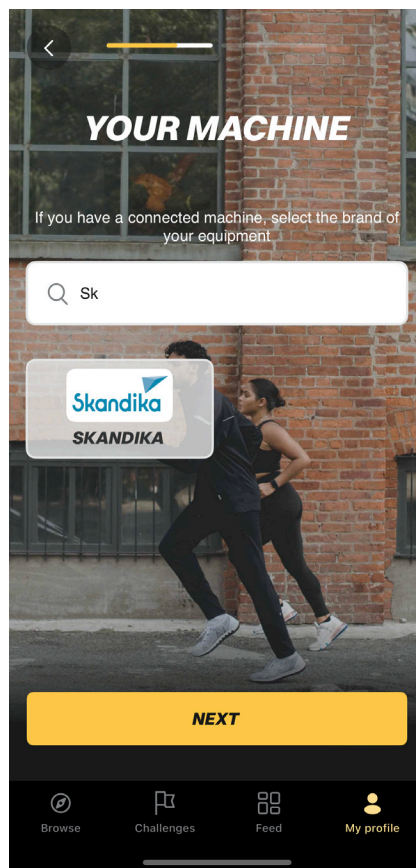 YOUR MACHINE
If you have a connected machine, select the brand of
your equipment
Sk
Skandika
SKANDIKA
NEXT
Browse
Challenges
Feed
My profile